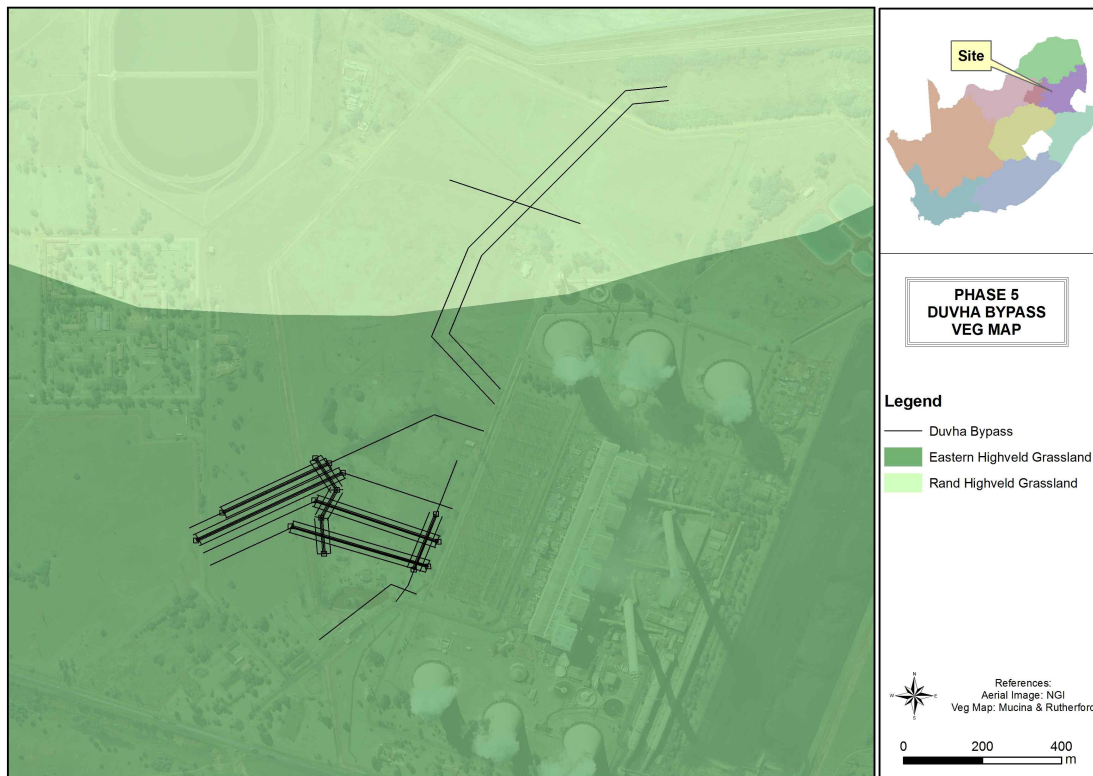 Site
PHASE 5
DUVHA BYPASS
VEG MAP
Legend
Duvha Bypass
Eastern Highveld Grassland
Rand Highveld Grassland
N
W
E
S
References:
Aerial Image: NGI
Veg Map: Mucina & Rutherford
0 200 400
m